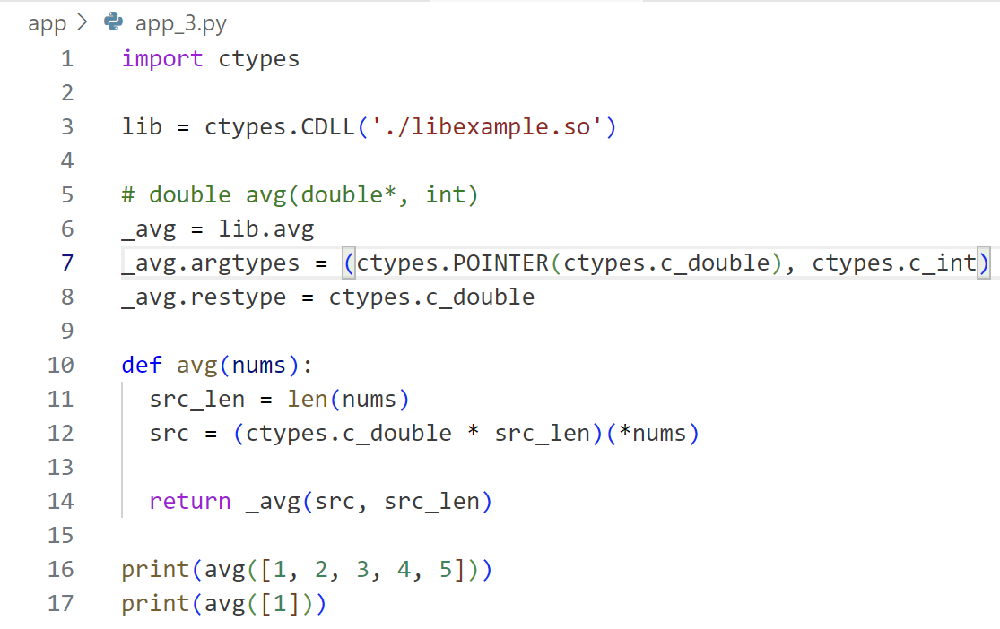 app > app_3.py
1 import ctypes
2
3 lib = ctypes.CDLL('./libexample.so')
4
5 # double avg(double*, int)
6 _avg = lib.avg
7 _avg.argtypes = (ctypes.POINTER(ctypes.c_double), ctypes.c_int)
8 _avg.restype = ctypes.c_double
9
10 def avg(nums):
11   src_len = len(nums)
12   src = (ctypes.c_double * src_len)(*nums)
13
14   return _avg(src, src_len)
15
16 print(avg([1, 2, 3, 4, 5]))
17 print(avg([1]))